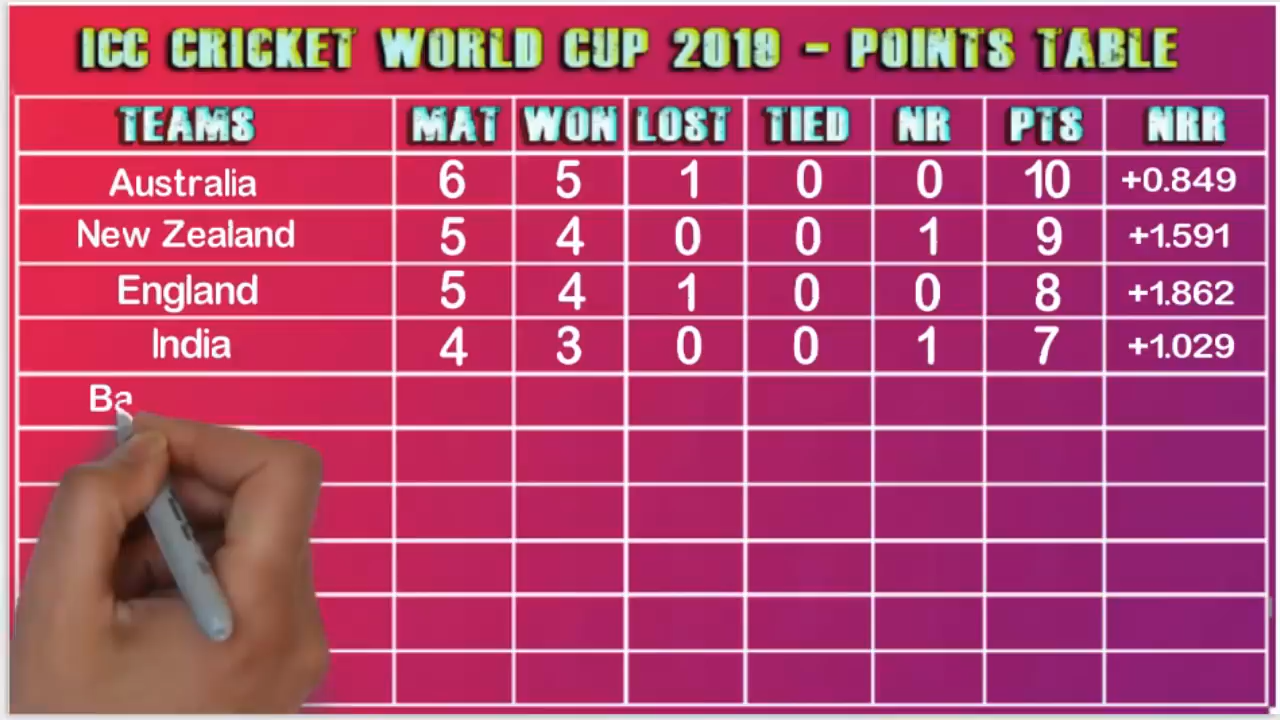 ICC CRICKET WORLD CUP 2019 - POINTS TABLE
TEAMS MAT WON LOST TIED NR PTS NRR
Australia 6 5 1 0 0 10 +0.849
New Zealand 5 4 0 0 1 9 +1.591
England 5 4 1 0 0 8 +1.862
India 4 3 0 0 1 7 +1.029
Ba